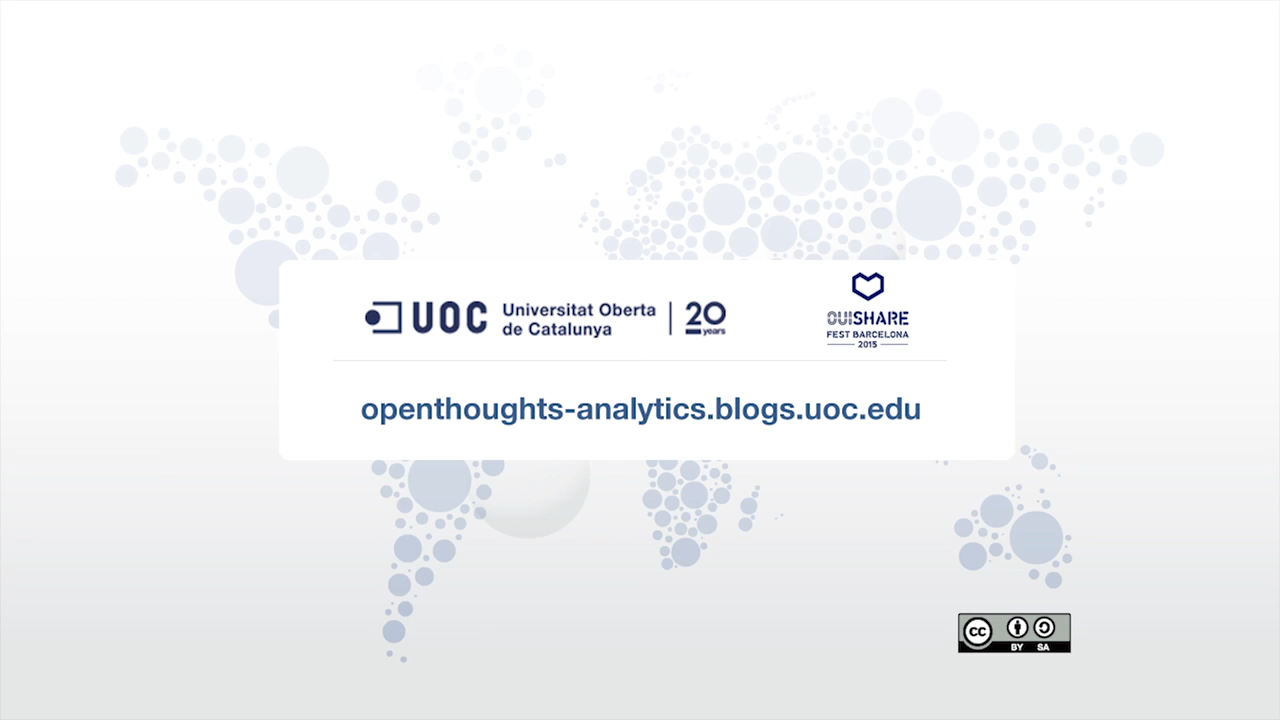 UOC
Universitat Oberta
de Catalunya
20
years
OUISHARE
FEST BARCELONA
2015
openthoughts-analytics.blogs.uoc.edu
CC
BY SA